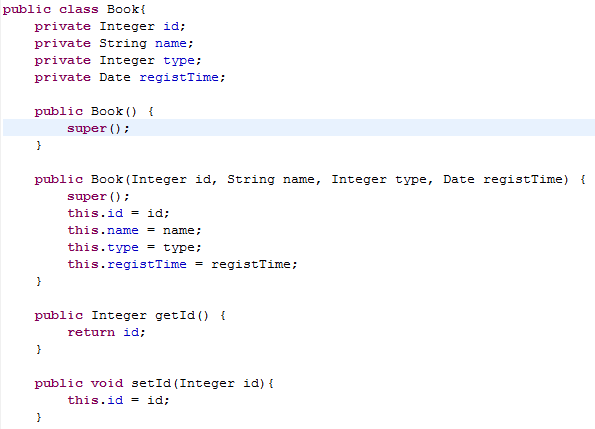 public class Book{
    private Integer id;
    private String name;
    private Integer type;
    private Date registTime;

    public Book() {
        super();
    }

    public Book(Integer id, String name, Integer type, Date registTime) {
        super();
        this.id = id;
        this.name = name;
        this.type = type;
        this.registTime = registTime;
    }

    public Integer getId() {
        return id;
    }

    public void setId(Integer id){
        this.id = id;
    }